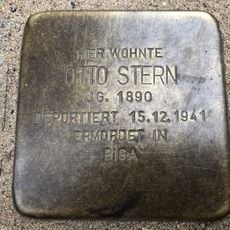 HIER WOHNTE
OTTO STERN
JG. 1890
DEPORTIERT 15.12.1941
ERMORDET IN
RIGA